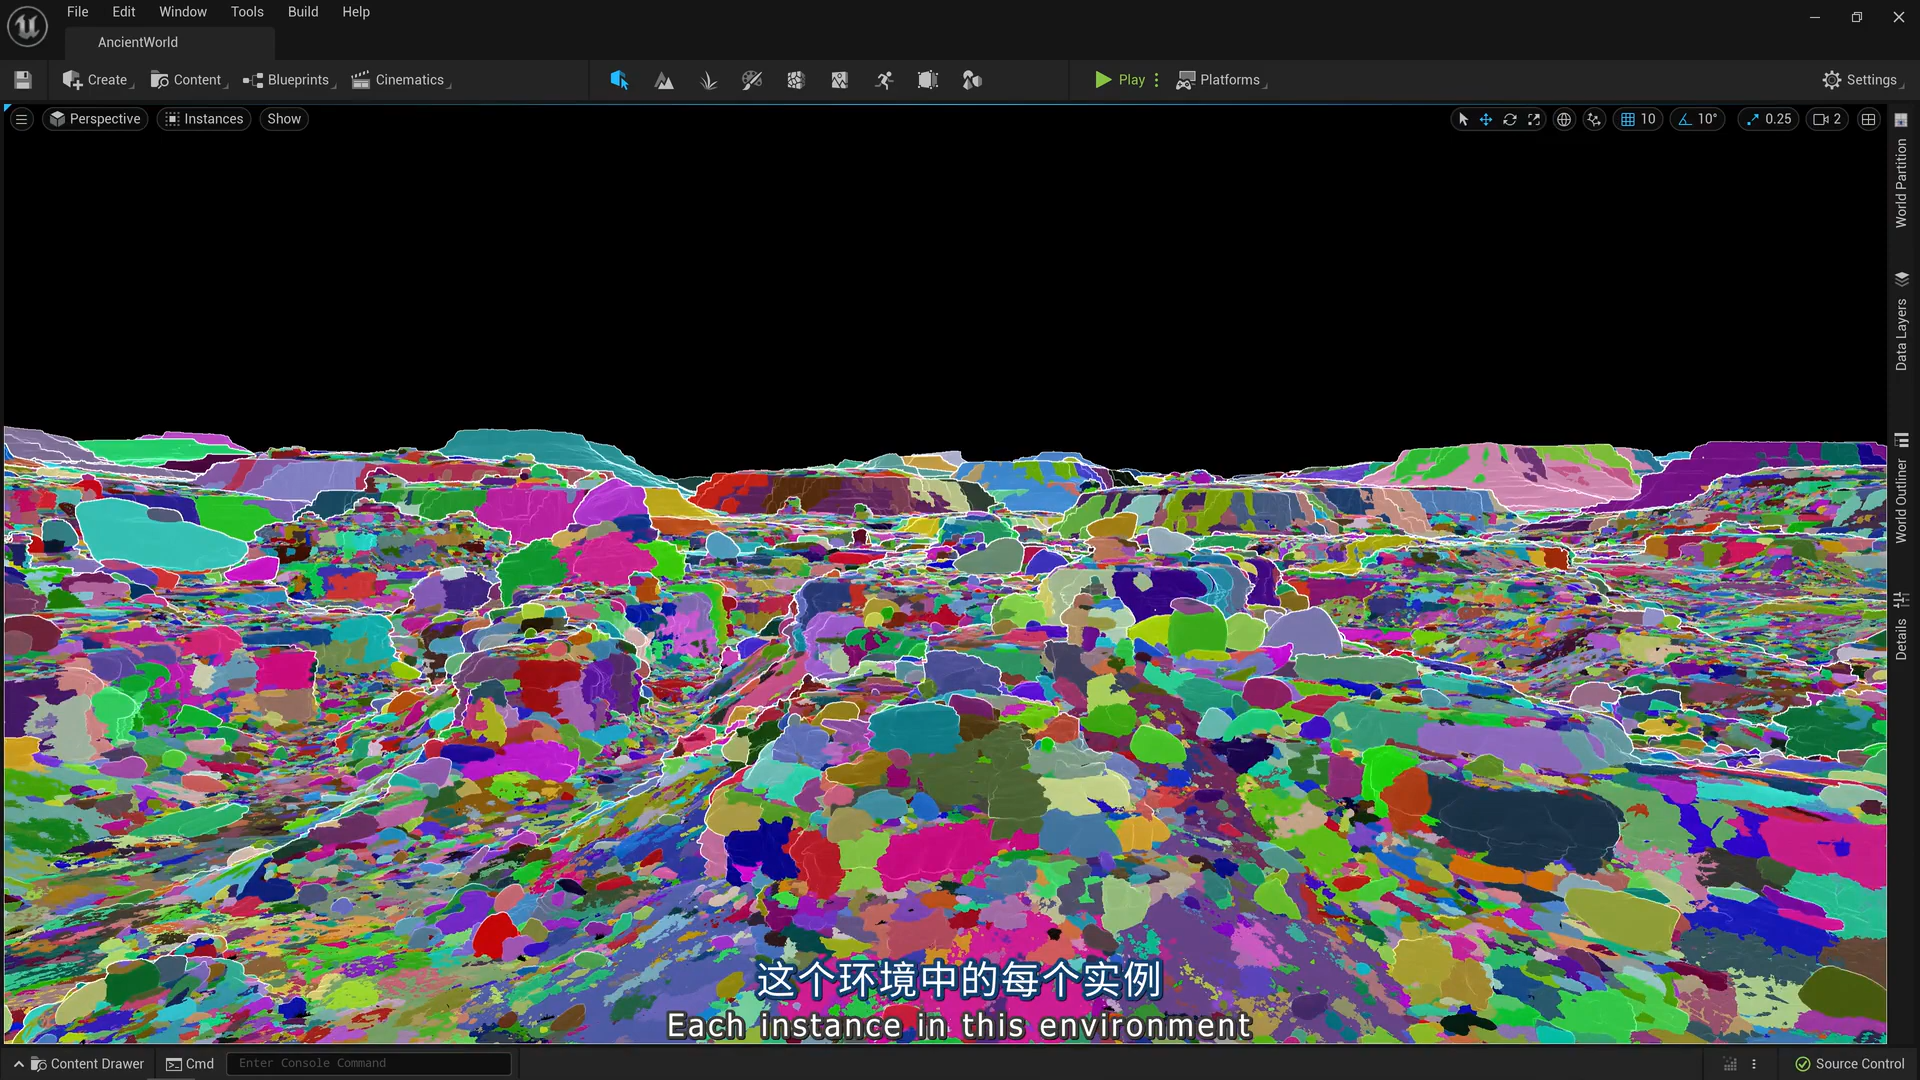 File Edit Window Tools Build Help
AncientWorld
Create Content Blueprints Cinematics Play Platforms Settings
Perspective Instances Show 10 10° 0.25 2
World Partition
Data Layers
World Outliner
Details
这个环境中的每个实例
Each instance in this environment
Content Drawer Cmd Enter Console Command Source Control